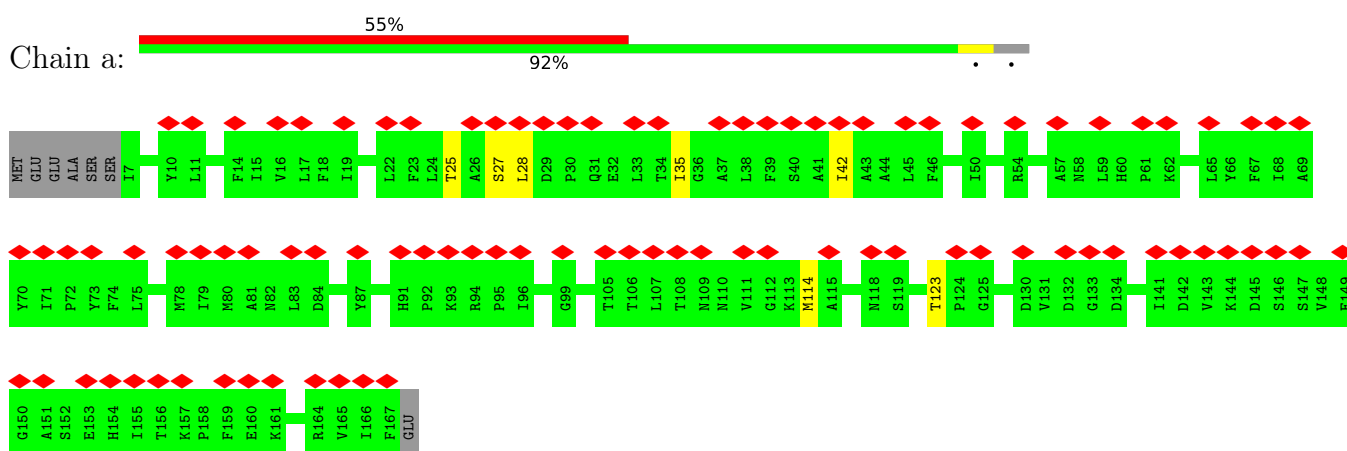 55%
Chain a:
92%
. .
MET GLU GLU ALA SER SER I7 Y10 L11 F14 I15 V16 L17 F18 I19 L22 F23 L24 T25 A26 S27 L28 D29 P30 Q31 E32 L33 T34 I35 G36 A37 L38 F39 S40 A41 I42 A43 A44 L45 F46 I50 R54 A57 N58 L59 H60 P61 K62 L65 Y66 F67 I68 A69
Y70 I71 P72 Y73 F74 L75 M78 I79 M80 A81 N82 L83 D84 Y87 H91 P92 K93 R94 P95 I96 G99 T105 T106 L107 T108 N109 N110 V111 G112 K113 M114 A115 N118 S119 T123 P124 G125 D130 V131 D132 G133 D134 I141 D142 V143 K144 D145 S146 S147 V148
G150 A151 S152 E153 H154 I155 T156 K157 P158 F159 E160 K161 R164 V165 I166 F167 GLU